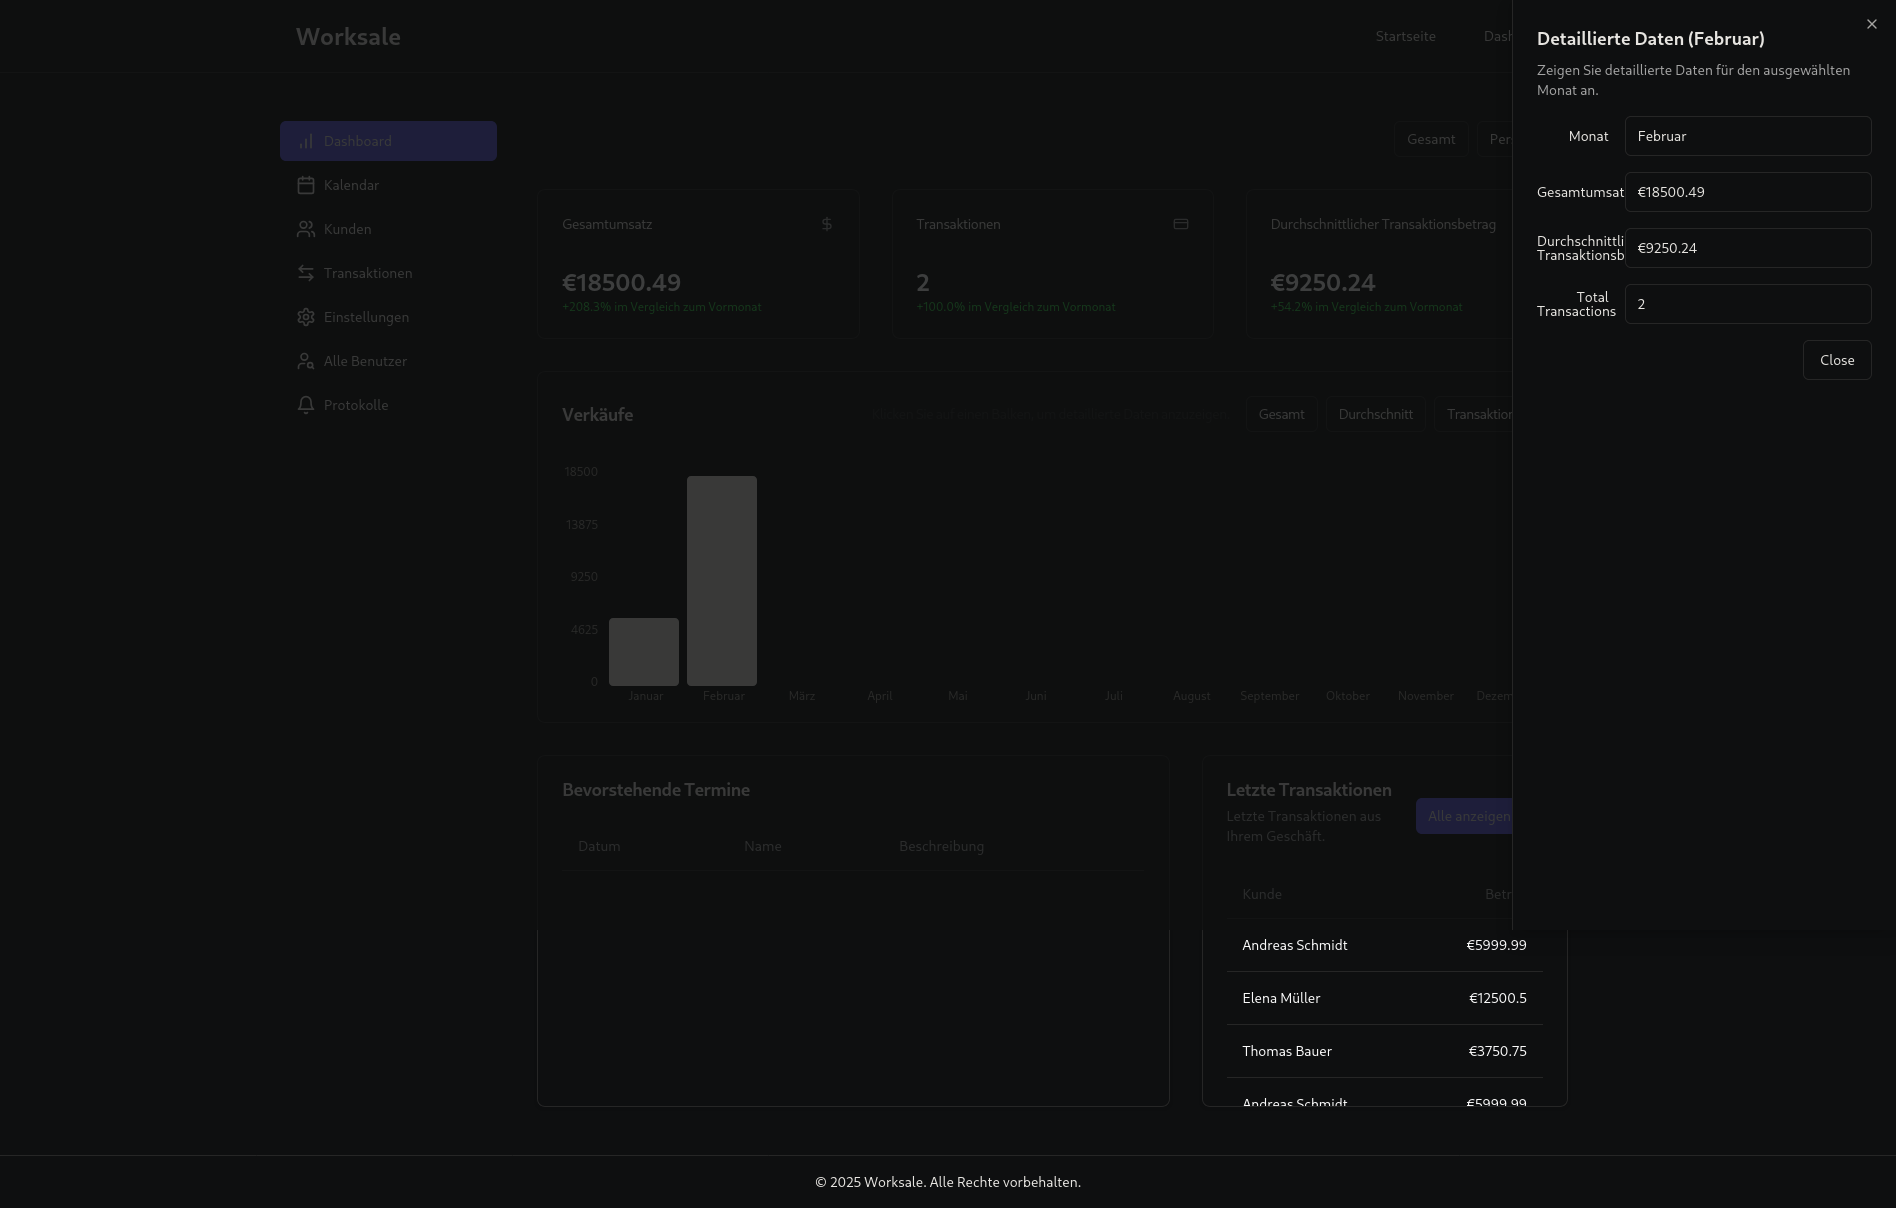 Worksale
Startseite
Dashboard
Kalendar
Kunden
Transaktionen
Einstellungen
Alle Benutzer
Protokolle
Gesamt
Gesamtumsatz
€18500.49
+208.3% im Vergleich zum Vormonat
Transaktionen
2
+100.0% im Vergleich zum Vormonat
Durchschnittlicher Transaktionsbetrag
€9250.24
+54.2% im Vergleich zum Vormonat
Verkäufe
Gesamt
Durchschnitt
18500
13875
9250
4625
0
Januar
Februar
März
April
Mai
Juni
Juli
August
September
Oktober
November
Bevorstehende Termine
Datum Name Beschreibung
Letzte Transaktionen
Letzte Transaktionen aus
Ihrem Geschäft.
Alle anzeigen
Kunde Betr
Andreas Schmidt €5999.99
Elena Müller €12500.5
Thomas Bauer €3750.75
Andreas Schmidt €5999.99
Detaillierte Daten (Februar)
Zeigen Sie detaillierte Daten für den ausgewählten
Monat an.
Monat Februar
Gesamtumsat €18500.49
Durchschnittli
Transaktionsb
€9250.24
Total
Transactions
2
Close
© 2025 Worksale. Alle Rechte vorbehalten.